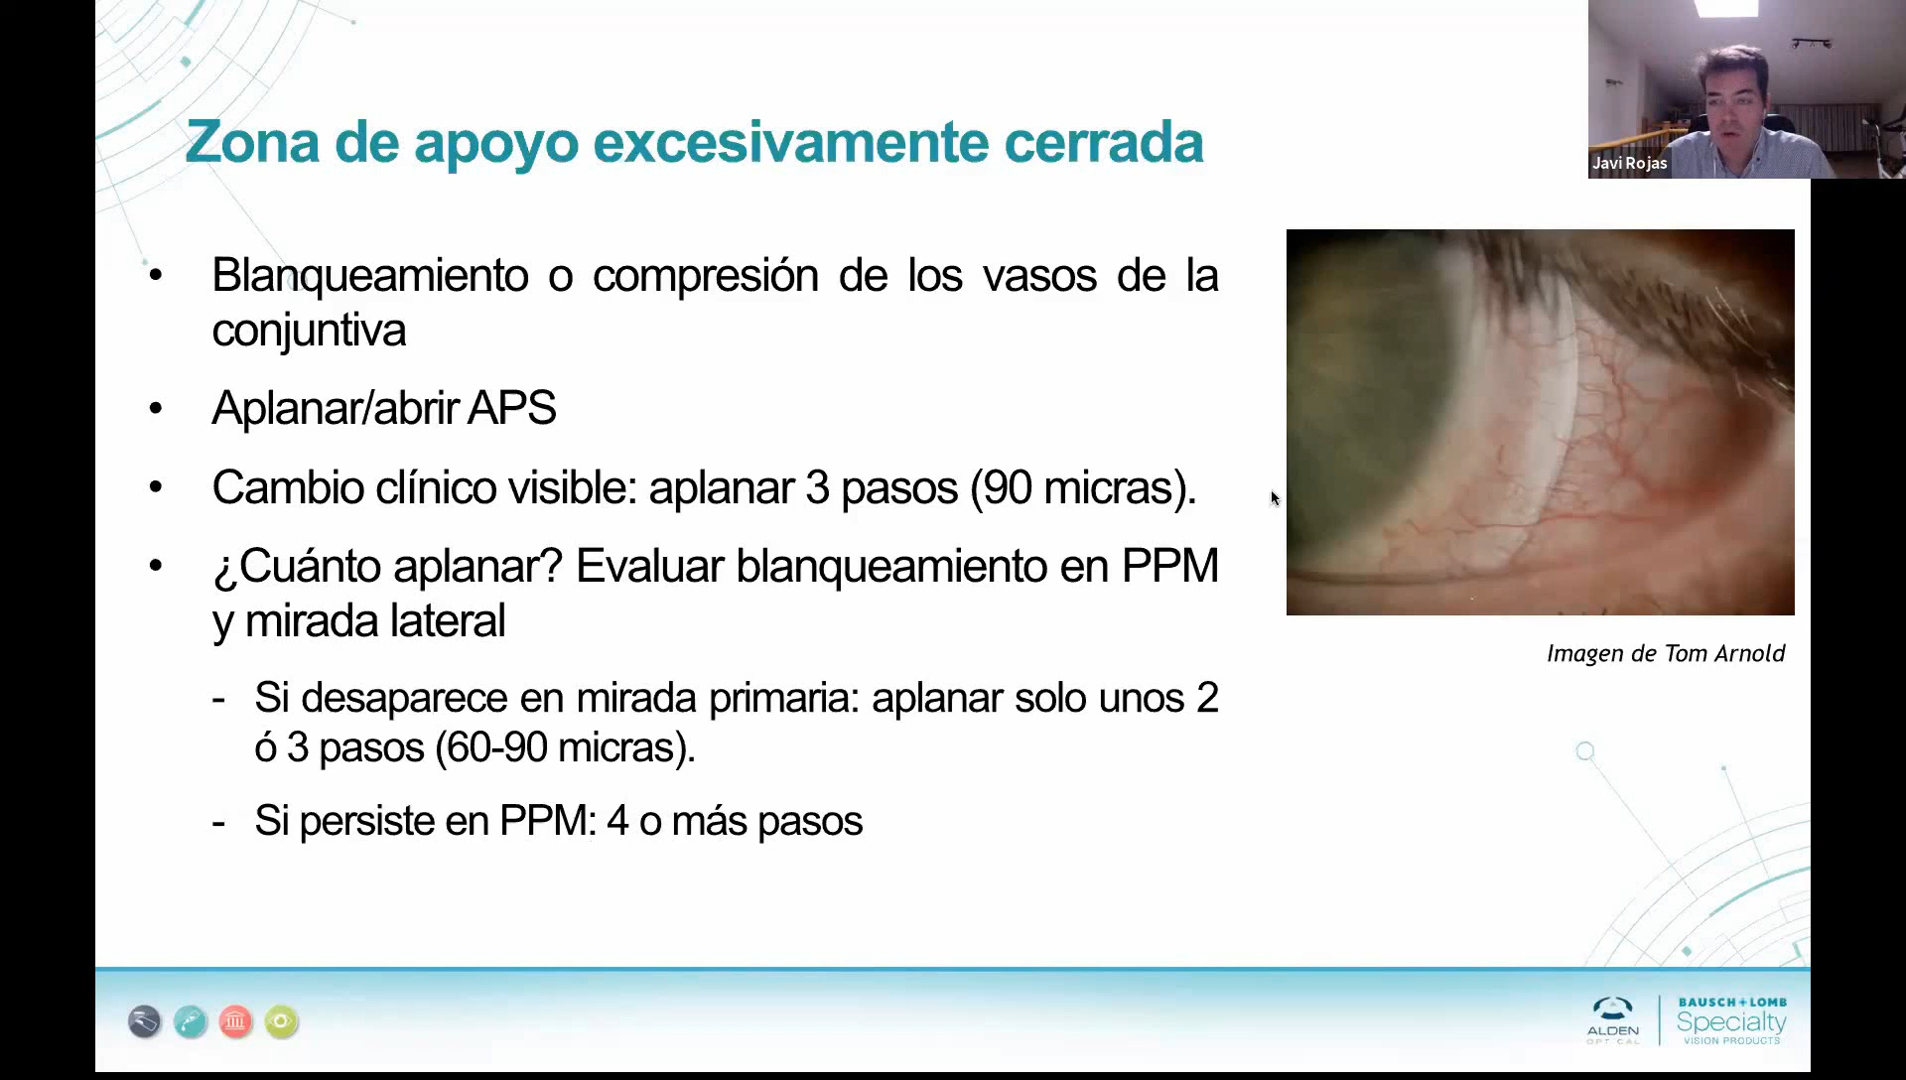 Zona de apoyo excesivamente cerrada
Javi Rojas
• Blanqueamiento o compresión de los vasos de la
conjuntiva
• Aplanar/abrir APS
• Cambio clínico visible: aplanar 3 pasos (90 micras).
• ¿Cuánto aplanar? Evaluar blanqueamiento en PPM
y mirada lateral
- Si desaparece en mirada primaria: aplanar solo unos 2
ó 3 pasos (60-90 micras).
- Si persiste en PPM: 4 o más pasos
Imagen de Tom Arnold
ALDEN
OPTICAL
BAUSCH + LOMB
Specialty
VISION PRODUCTS